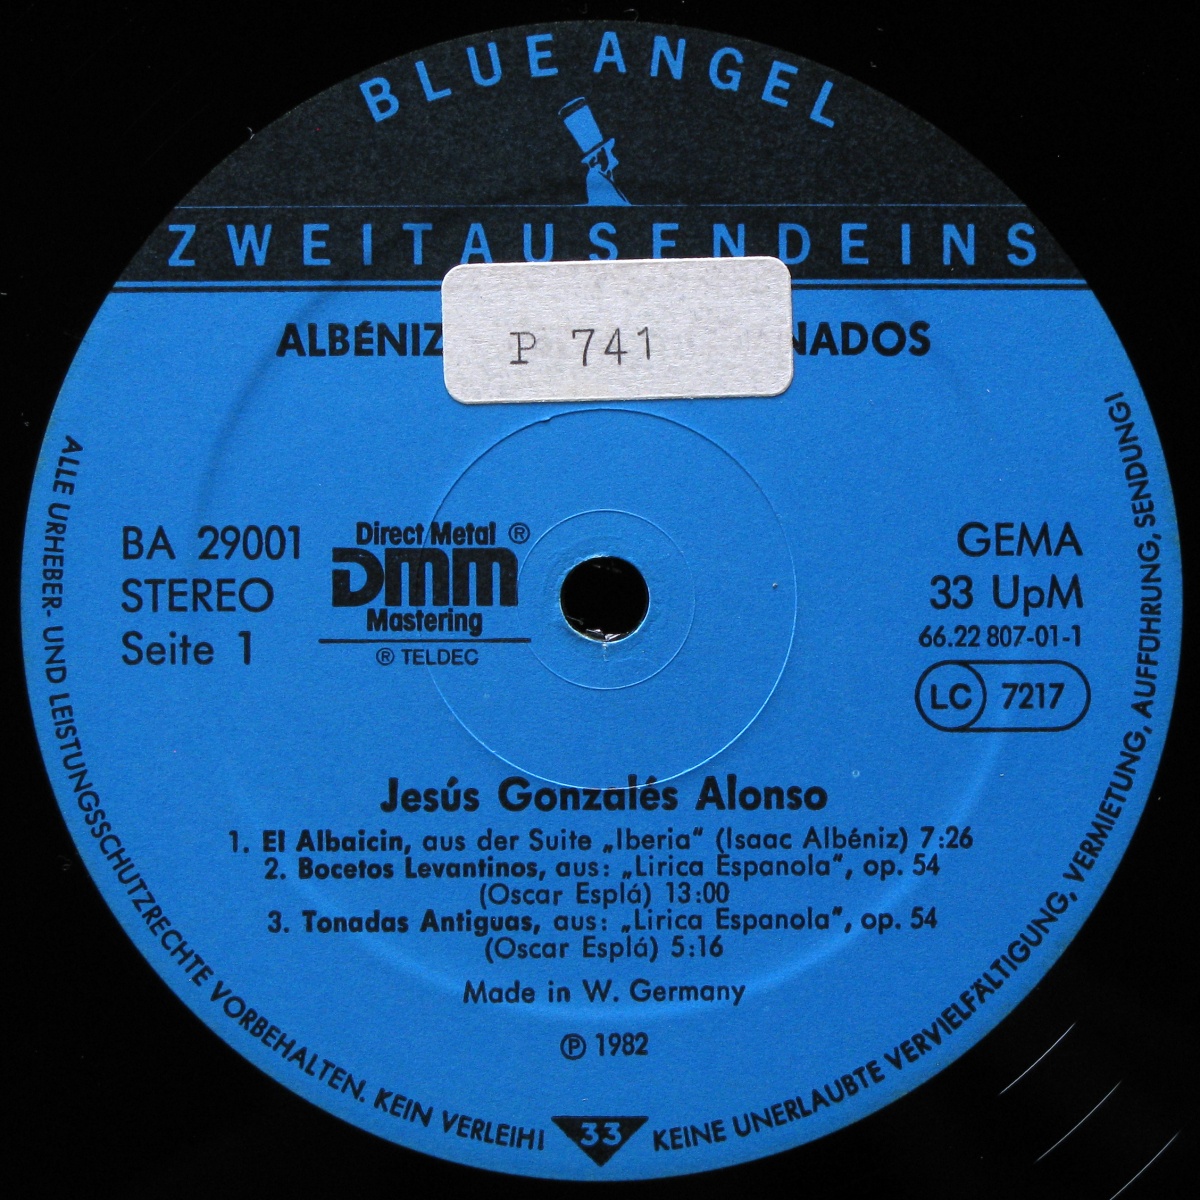 BLUE ANGEL
ZWEITAUSENDEINS
ALBÉNIZ NADOS
P 741
BA 29001
STEREO
Seite 1
Direct Metal ®
DMM
Mastering
® TELDEC
GEMA
33 UpM
66.22 807-01-1
LC 7217
Jesús Gonzalés Alonso
1. El Albaicin, aus der Suite „Iberia“ (Isaac Albéniz) 7:26
2. Bocetos Levantinos, aus: „Lirica Espanola“, op. 54
(Oscar Esplá) 13:00
3. Tonadas Antiguas, aus: „Lirica Espanola“, op. 54
(Oscar Esplá) 5:16
Made in W. Germany
Ⓟ 1982
ALLE URHEBER- UND LEISTUNGSSCHUTZRECHTE VORBEHALTEN. KEIN VERLEIH! 33 KEINE UNERLAUBTE VERVIELFÄLTIGUNG, VERMIETUNG, AUFFÜHRUNG, SENDUNG!